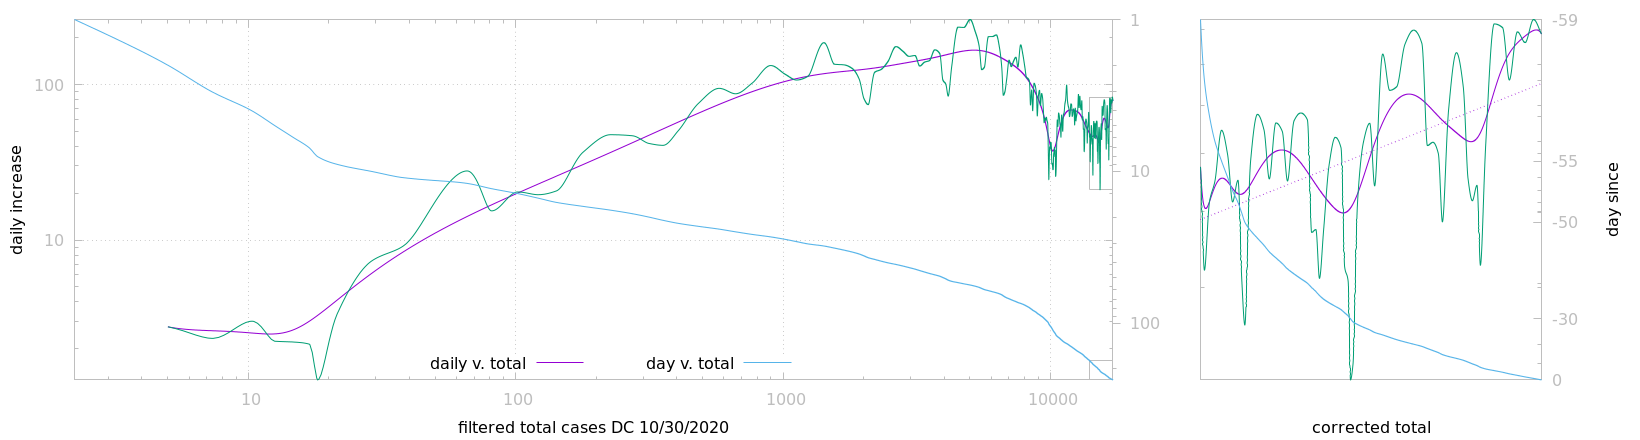 daily increase
100
10
daily v. total
day v. total
10
100
1000
10000
filtered total cases DC 10/30/2020
1
10
100
-59
-55
-50
-30
0
day since
corrected total